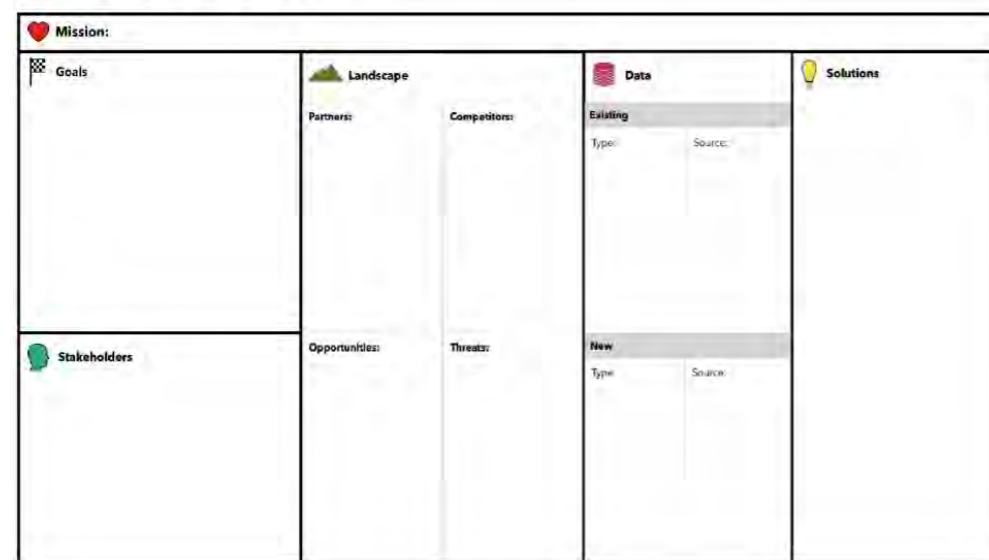 Mission:
Goals
Stakeholders
Landscape
Partners:
Competitors:
Opportunities:
Threats:
Data
Existing
Type:
Source:
New
Type
Source:
Solutions